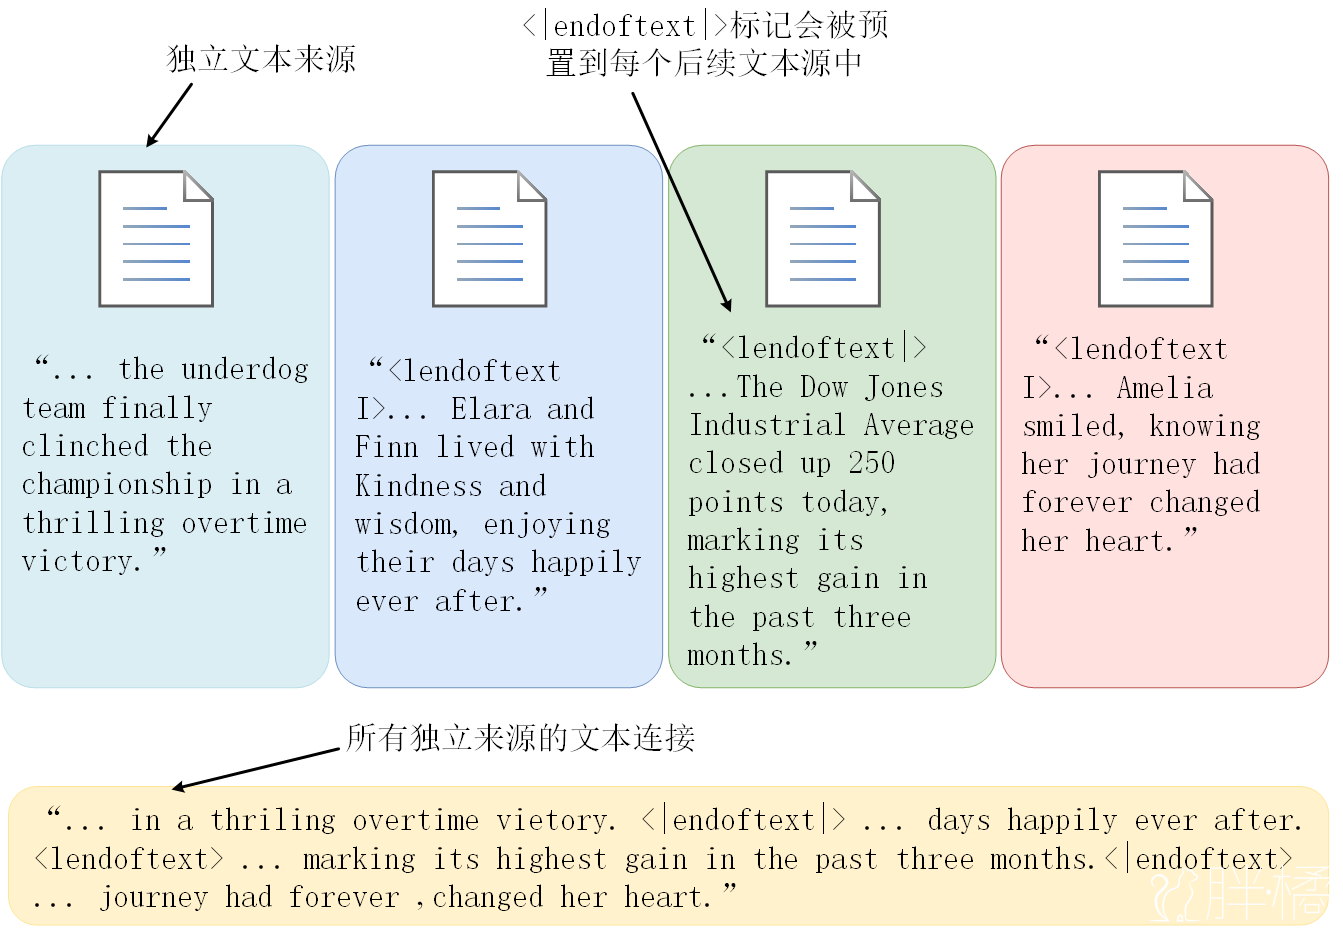 独立文本来源
<|endoftext|>标记会被预
置到每个后续文本源中
“... the underdog
team finally
clinched the
championship in a
thrilling overtime
victory.”
“<lendoftext
I>... Elara and
Finn lived with
Kindness and
wisdom, enjoying
their days happily
ever after.”
“<lendoftext|>
...The Dow Jones
Industrial Average
closed up 250
points today,
marking its
highest gain in
the past three
months.”
“<lendoftext
I>... Amelia
smiled, knowing
her journey had
forever changed
her heart.”
所有独立来源的文本连接
“... in a thriling overtime vietory. <|endoftext|> ... days happily ever after.
<lendoftext> ... marking its highest gain in the past three months.<|endoftext>
... journey had forever ,changed her heart.”
胖·橘